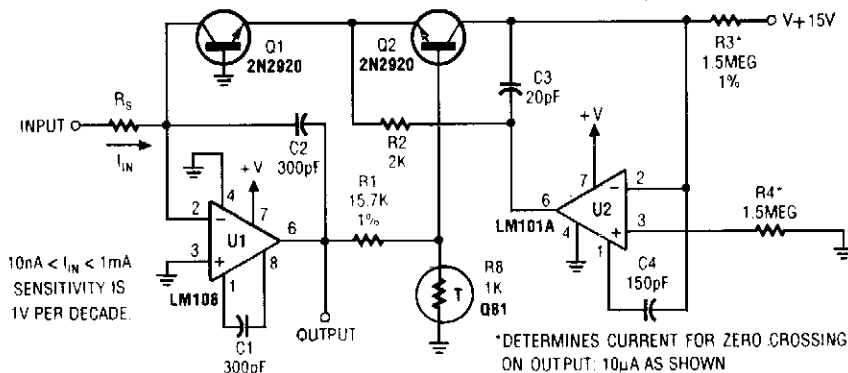 Q1
2N2920
Q2
2N2920
V+ 15V
R3*
1.5MEG
1%
C3
20pF
RS
INPUT
IIN
C2
300pF
R2
2K
+V
+V
R1
15.7K
1%
2
4
7
6
U1
3
1
8
LM108
7
2
6
U2
3
4
1
LM101A
R4*
1.5MEG
10nA < IIN < 1mA
SENSITIVITY IS
1V PER DECADE.
C1
300pF
OUTPUT
T
R8
1K
Q81
C4
150pF
*DETERMINES CURRENT FOR ZERO CROSSING
ON OUTPUT: 10µA AS SHOWN